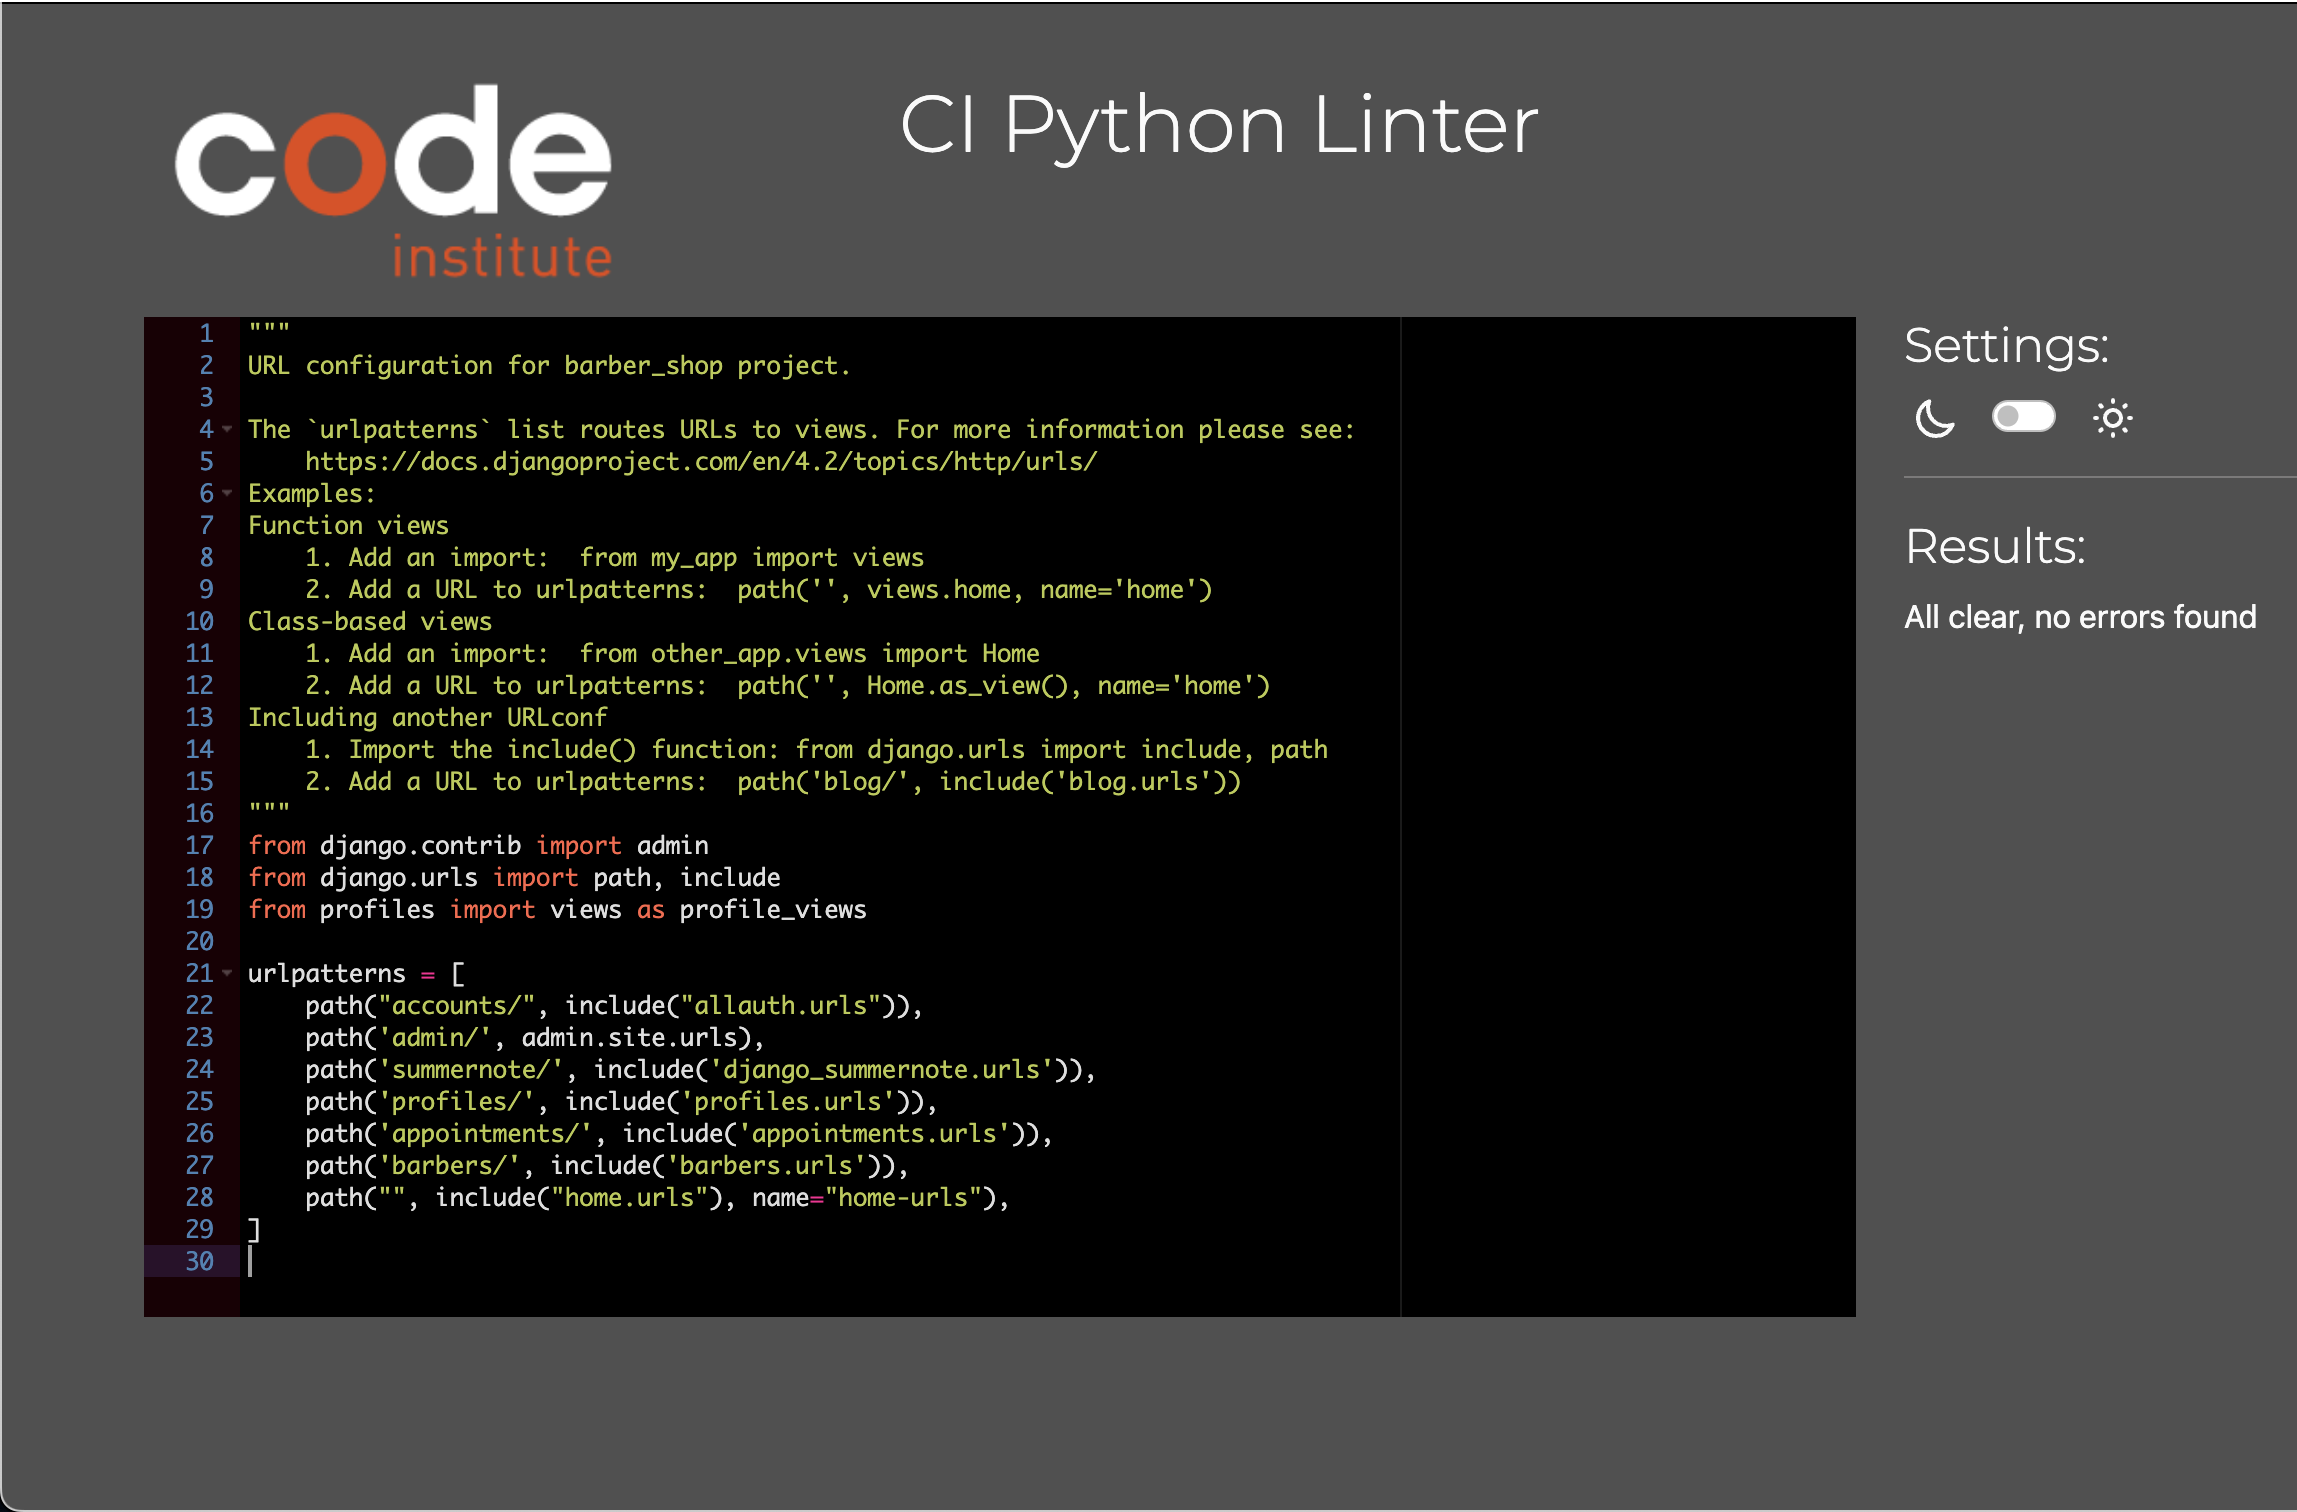 code
institute
CI Python Linter
1 """
2 URL configuration for barber_shop project.
3
4 The `urlpatterns` list routes URLs to views. For more information please see:
5     https://docs.djangoproject.com/en/4.2/topics/http/urls/
6 Examples:
7 Function views
8     1. Add an import:  from my_app import views
9     2. Add a URL to urlpatterns:  path('', views.home, name='home')
10 Class-based views
11     1. Add an import:  from other_app.views import Home
12     2. Add a URL to urlpatterns:  path('', Home.as_view(), name='home')
13 Including another URLconf
14     1. Import the include() function: from django.urls import include, path
15     2. Add a URL to urlpatterns:  path('blog/', include('blog.urls'))
16 """
17 from django.contrib import admin
18 from django.urls import path, include
19 from profiles import views as profile_views
20
21 urlpatterns = [
22     path("accounts/", include("allauth.urls")),
23     path('admin/', admin.site.urls),
24     path('summernote/', include('django_summernote.urls')),
25     path('profiles/', include('profiles.urls')),
26     path('appointments/', include('appointments.urls')),
27     path('barbers/', include('barbers.urls')),
28     path("", include("home.urls"), name="home-urls"),
29 ]
30
Settings:
Results:
All clear, no errors found